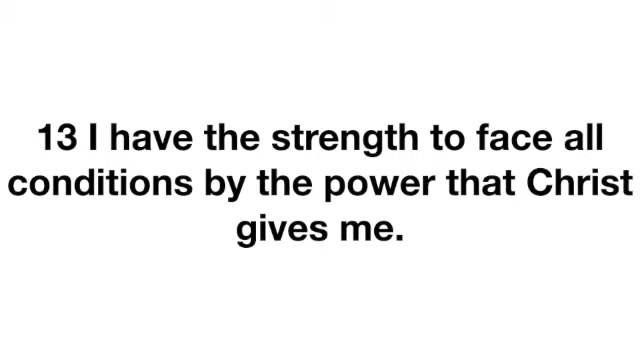 13 I have the strength to face all
conditions by the power that Christ
gives me.